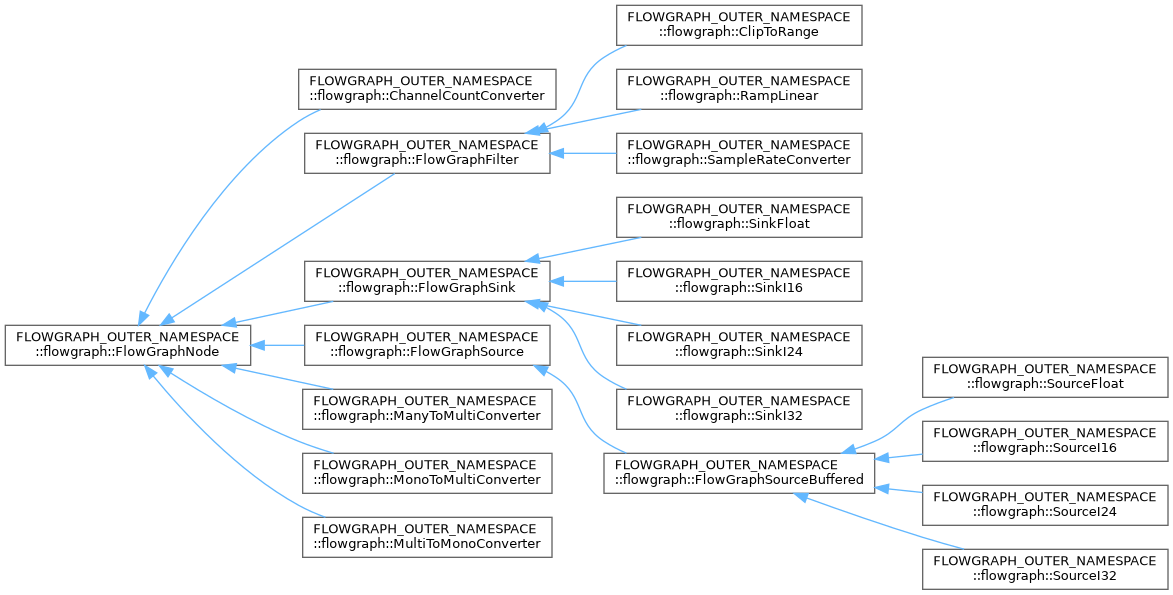 FLOWGRAPH_OUTER_NAMESPACE
::flowgraph::ClipToRange
FLOWGRAPH_OUTER_NAMESPACE
::flowgraph::ChannelCountConverter
FLOWGRAPH_OUTER_NAMESPACE
::flowgraph::RampLinear
FLOWGRAPH_OUTER_NAMESPACE
::flowgraph::FlowGraphFilter
FLOWGRAPH_OUTER_NAMESPACE
::flowgraph::SampleRateConverter
FLOWGRAPH_OUTER_NAMESPACE
::flowgraph::SinkFloat
FLOWGRAPH_OUTER_NAMESPACE
::flowgraph::FlowGraphSink
FLOWGRAPH_OUTER_NAMESPACE
::flowgraph::SinkI16
FLOWGRAPH_OUTER_NAMESPACE
::flowgraph::FlowGraphNode
FLOWGRAPH_OUTER_NAMESPACE
::flowgraph::FlowGraphSource
FLOWGRAPH_OUTER_NAMESPACE
::flowgraph::SinkI24
FLOWGRAPH_OUTER_NAMESPACE
::flowgraph::SourceFloat
FLOWGRAPH_OUTER_NAMESPACE
::flowgraph::ManyToMultiConverter
FLOWGRAPH_OUTER_NAMESPACE
::flowgraph::SinkI32
FLOWGRAPH_OUTER_NAMESPACE
::flowgraph::SourceI16
FLOWGRAPH_OUTER_NAMESPACE
::flowgraph::MonoToMultiConverter
FLOWGRAPH_OUTER_NAMESPACE
::flowgraph::FlowGraphSourceBuffered
FLOWGRAPH_OUTER_NAMESPACE
::flowgraph::SourceI24
FLOWGRAPH_OUTER_NAMESPACE
::flowgraph::MultiToMonoConverter
FLOWGRAPH_OUTER_NAMESPACE
::flowgraph::SourceI32